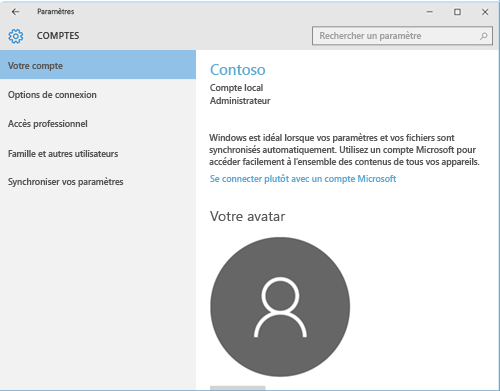 Paramètres
COMPTES
Rechercher un paramètre
Votre compte
Options de connexion
Accès professionnel
Famille et autres utilisateurs
Synchroniser vos paramètres
Contoso
Compte local
Administrateur
Windows est idéal lorsque vos paramètres et vos fichiers sont
synchronisés automatiquement. Utilisez un compte Microsoft pour
accéder facilement à l'ensemble des contenus de tous vos appareils.
Se connecter plutôt avec un compte Microsoft
Votre avatar